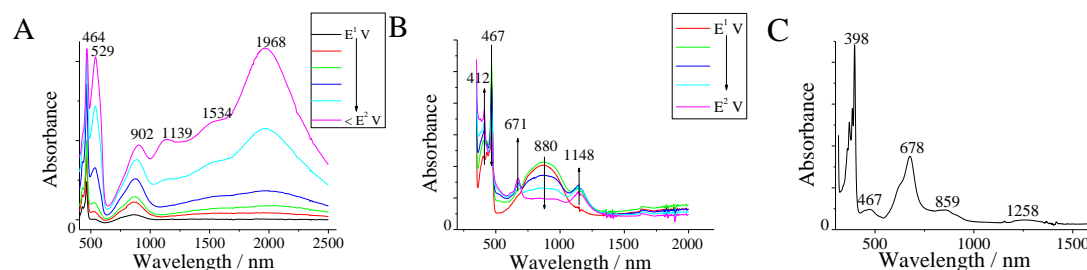 A
464
529
902
1139
1534
1968
E¹ V
< E² V
Absorbance
0
500 1000 1500 2000 2500
Wavelength / nm
B
467
412
671
880
1148
E¹ V
E² V
Absorbance
0
500 1000 1500 2000
Wavelength / nm
C
398
467
678
859
1258
Absorbance
0
500 1000 1500
Wavelength / nm